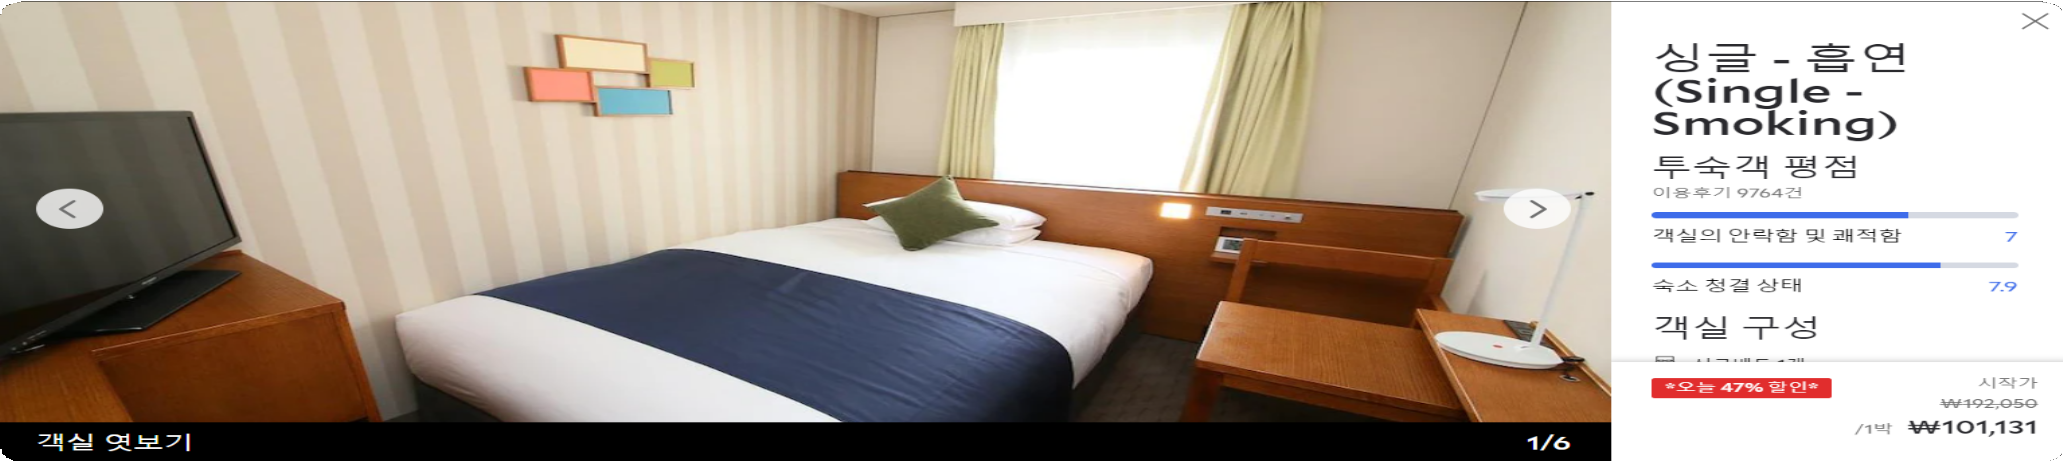 싱글 - 흡연
(Single -
Smoking)
투숙객 평점
이용후기 9764건
객실의 안락함 및 쾌적함 7
숙소 청결 상태 7.9
객실 구성
*오늘 47% 할인*
시작가
₩192,050
/1박 ₩101,131
객실 엿보기
1/6